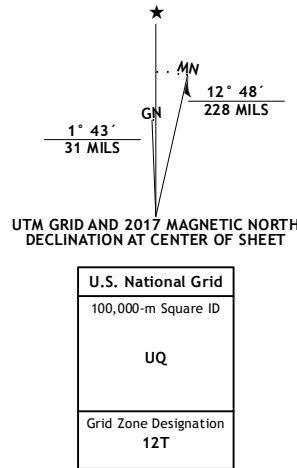 ★
MN
GN
12° 48´
228 MILS
1° 43´
31 MILS
UTM GRID AND 2017 MAGNETIC NORTH
DECLINATION AT CENTER OF SHEET
U.S. National Grid
100,000-m Square ID
UQ
Grid Zone Designation
12T